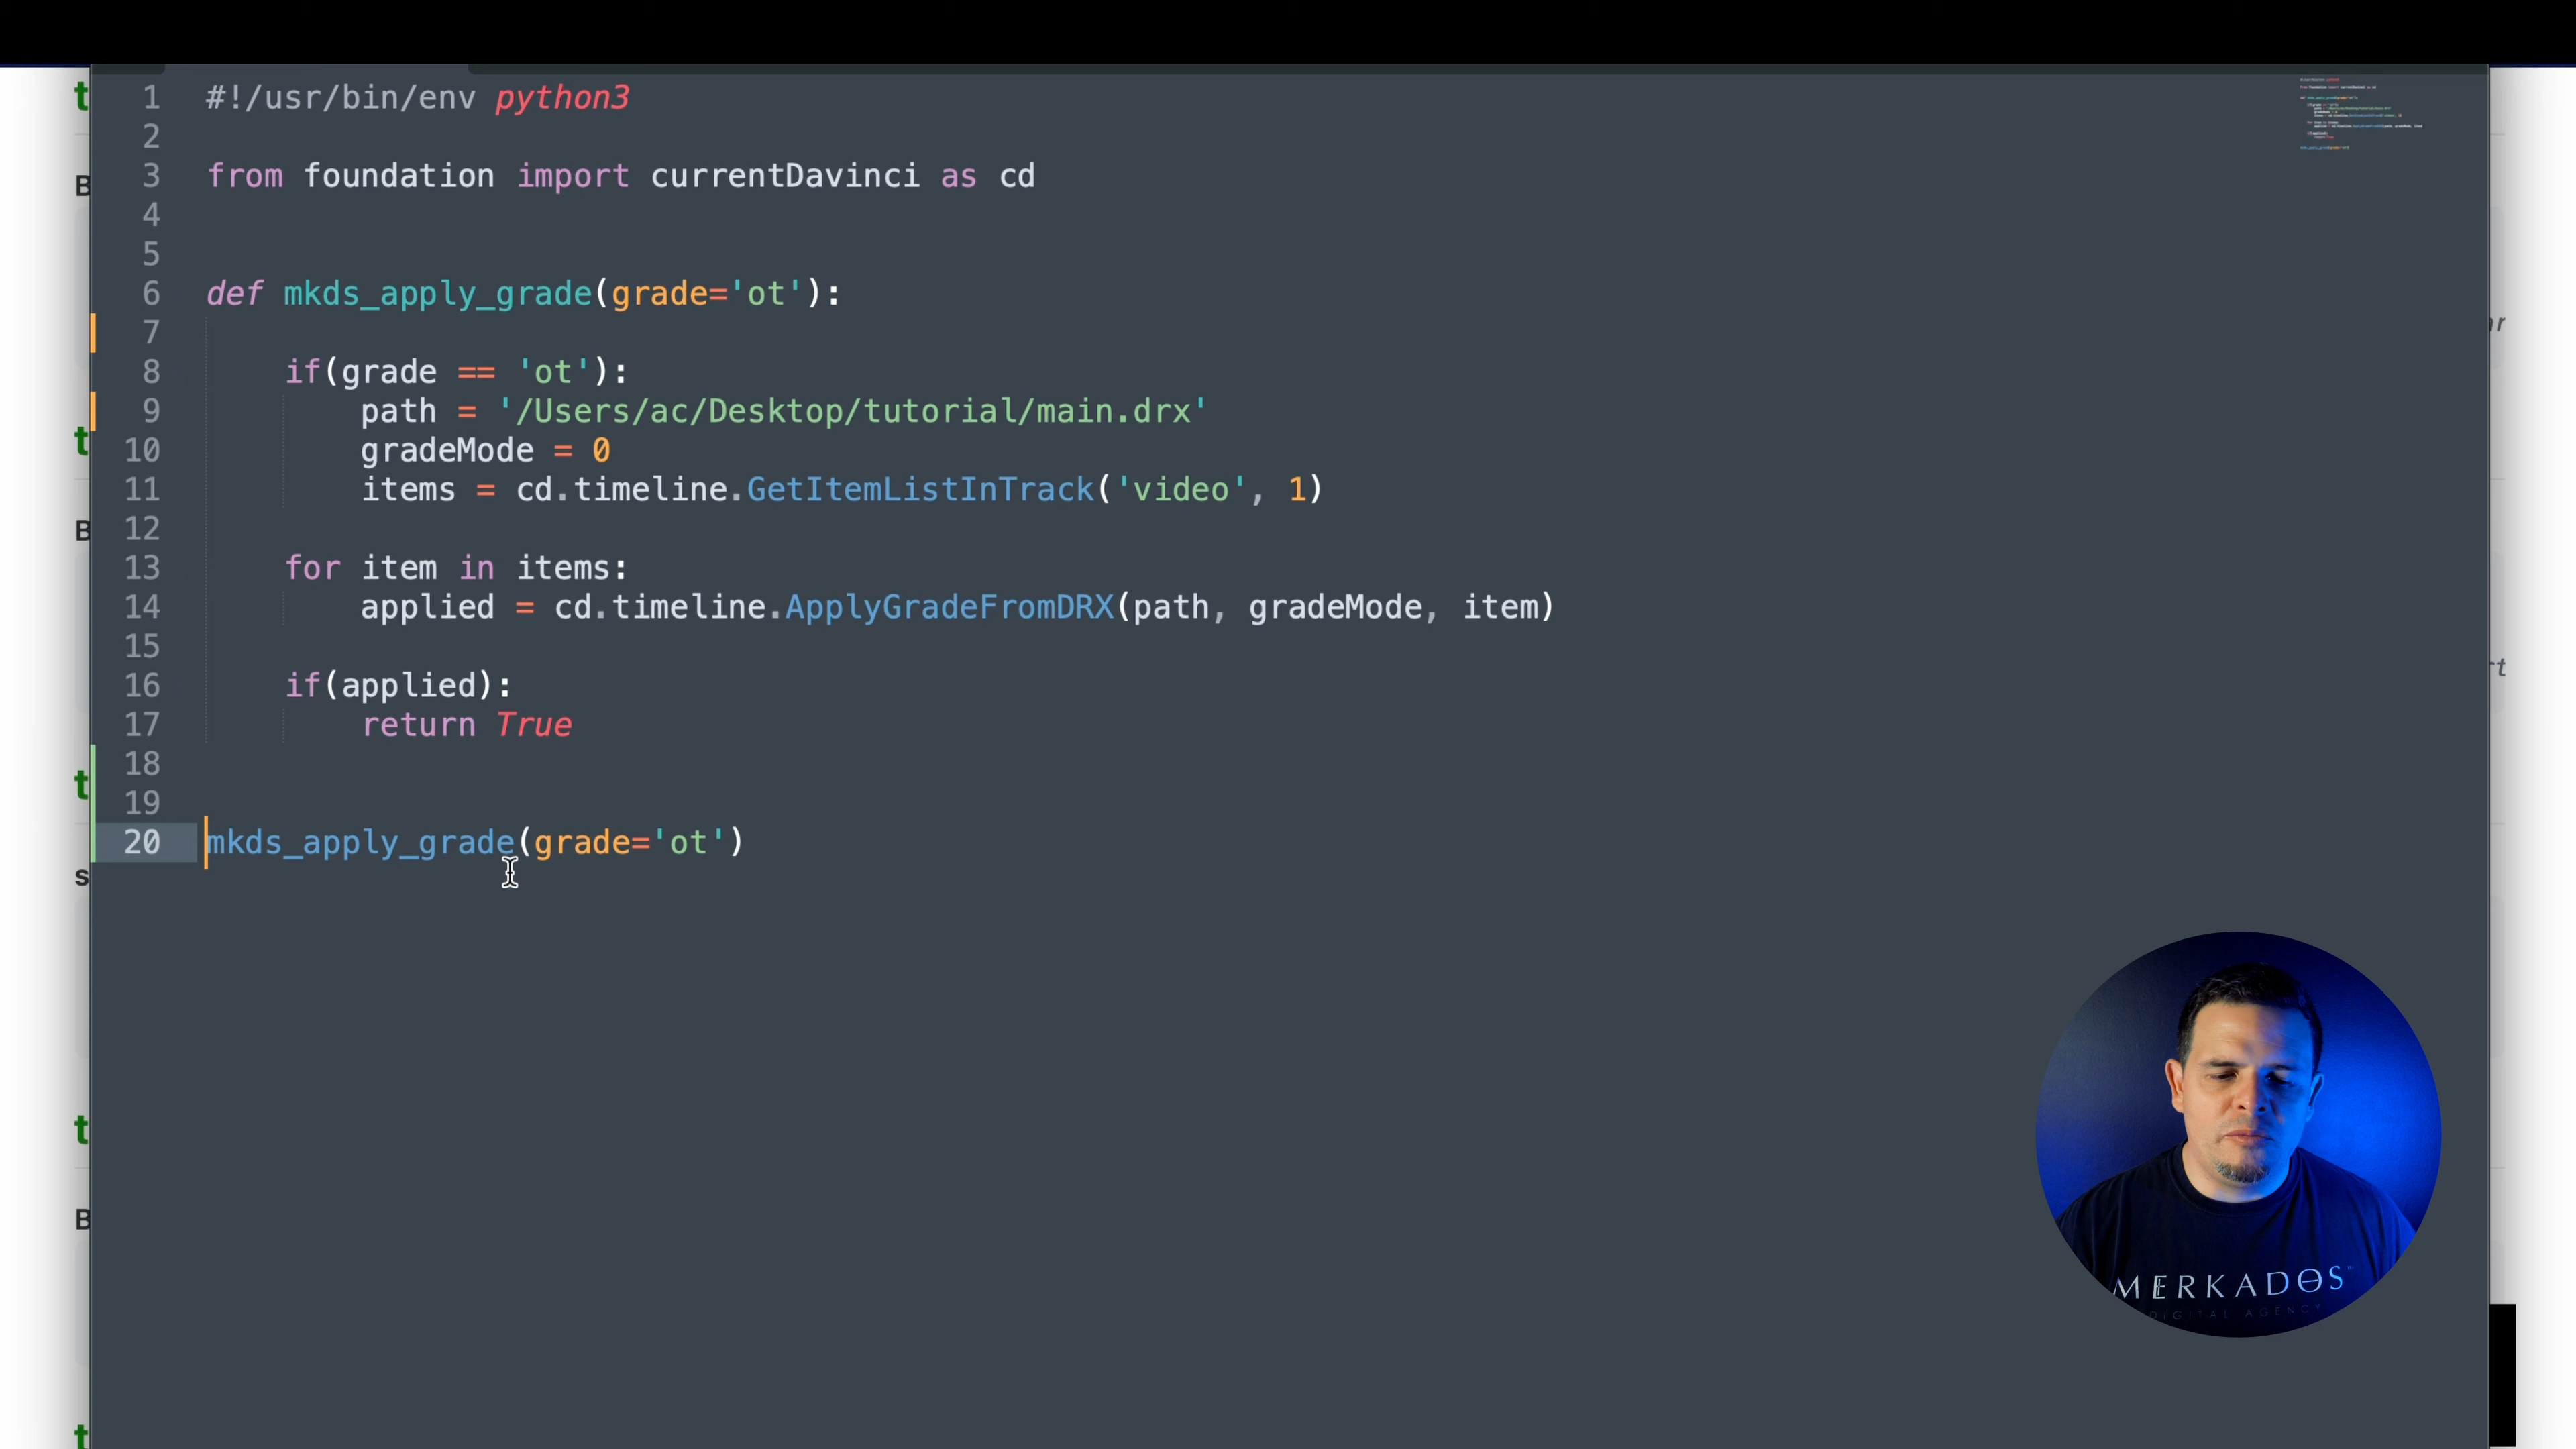 1 #!/usr/bin/env python3
2
3 from foundation import currentDavinci as cd
4
5
6 def mkds_apply_grade(grade='ot'):
7
8 if(grade == 'ot'):
9 path = '/Users/ac/Desktop/tutorial/main.drx'
10 gradeMode = 0
11 items = cd.timeline.GetItemListInTrack('video', 1)
12
13 for item in items:
14 applied = cd.timeline.ApplyGradeFromDRX(path, gradeMode, item)
15
16 if(applied):
17 return True
18
19
20 mkds_apply_grade(grade='ot')
MERKADOS
DIGITAL AGENCY